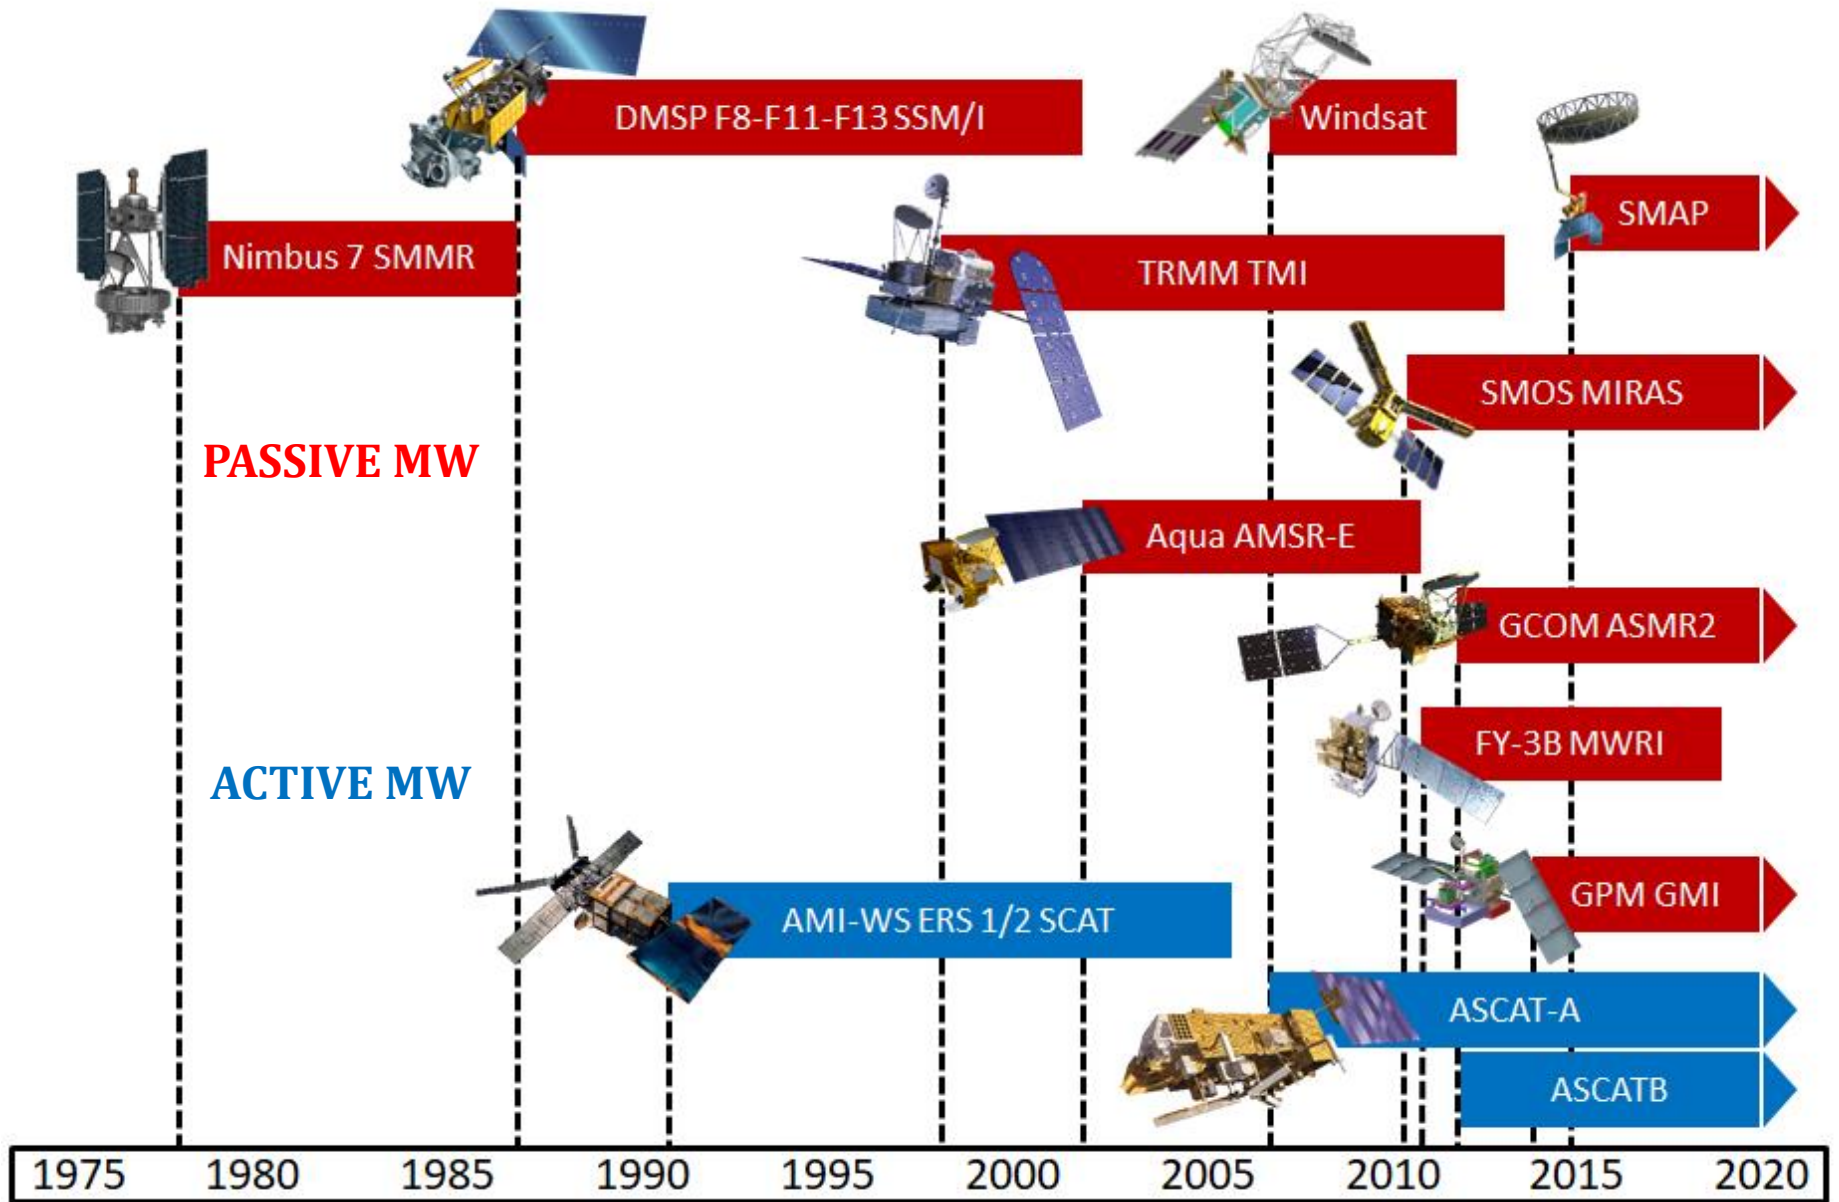 DMSP F8-F11-F13 SSM/I
Windsat
SMAP
Nimbus 7 SMMR
TRMM TMI
SMOS MIRAS
PASSIVE MW
Aqua AMSR-E
GCOM ASMR2
FY-3B MWRI
ACTIVE MW
GPM GMI
AMI-WS ERS 1/2 SCAT
ASCAT-A
ASCATB
1975 1980 1985 1990 1995 2000 2005 2010 2015 2020